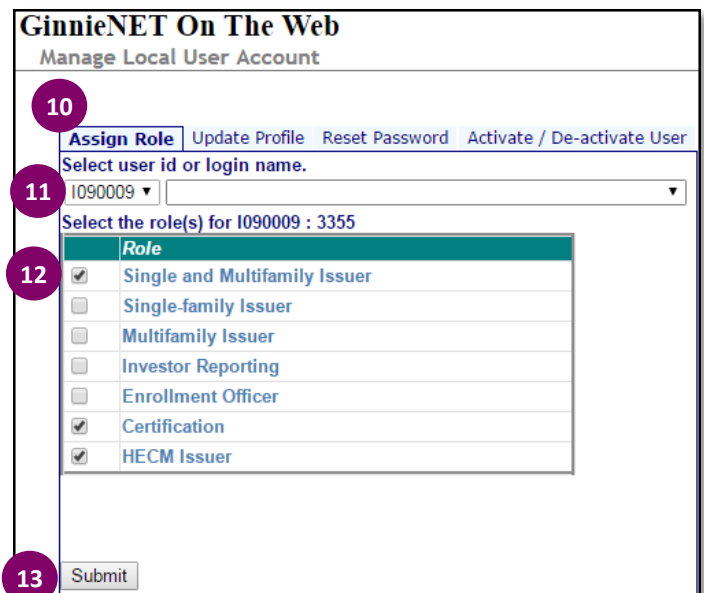 GinnieNET On The Web
Manage Local User Account
10
Assign Role Update Profile Reset Password Activate / De-activate User
Select user id or login name.
11 I090009
Select the role(s) for I090009 : 3355
Role
12 Single and Multifamily Issuer
Single-family Issuer
Multifamily Issuer
Investor Reporting
Enrollment Officer
Certification
HECM Issuer
13 Submit